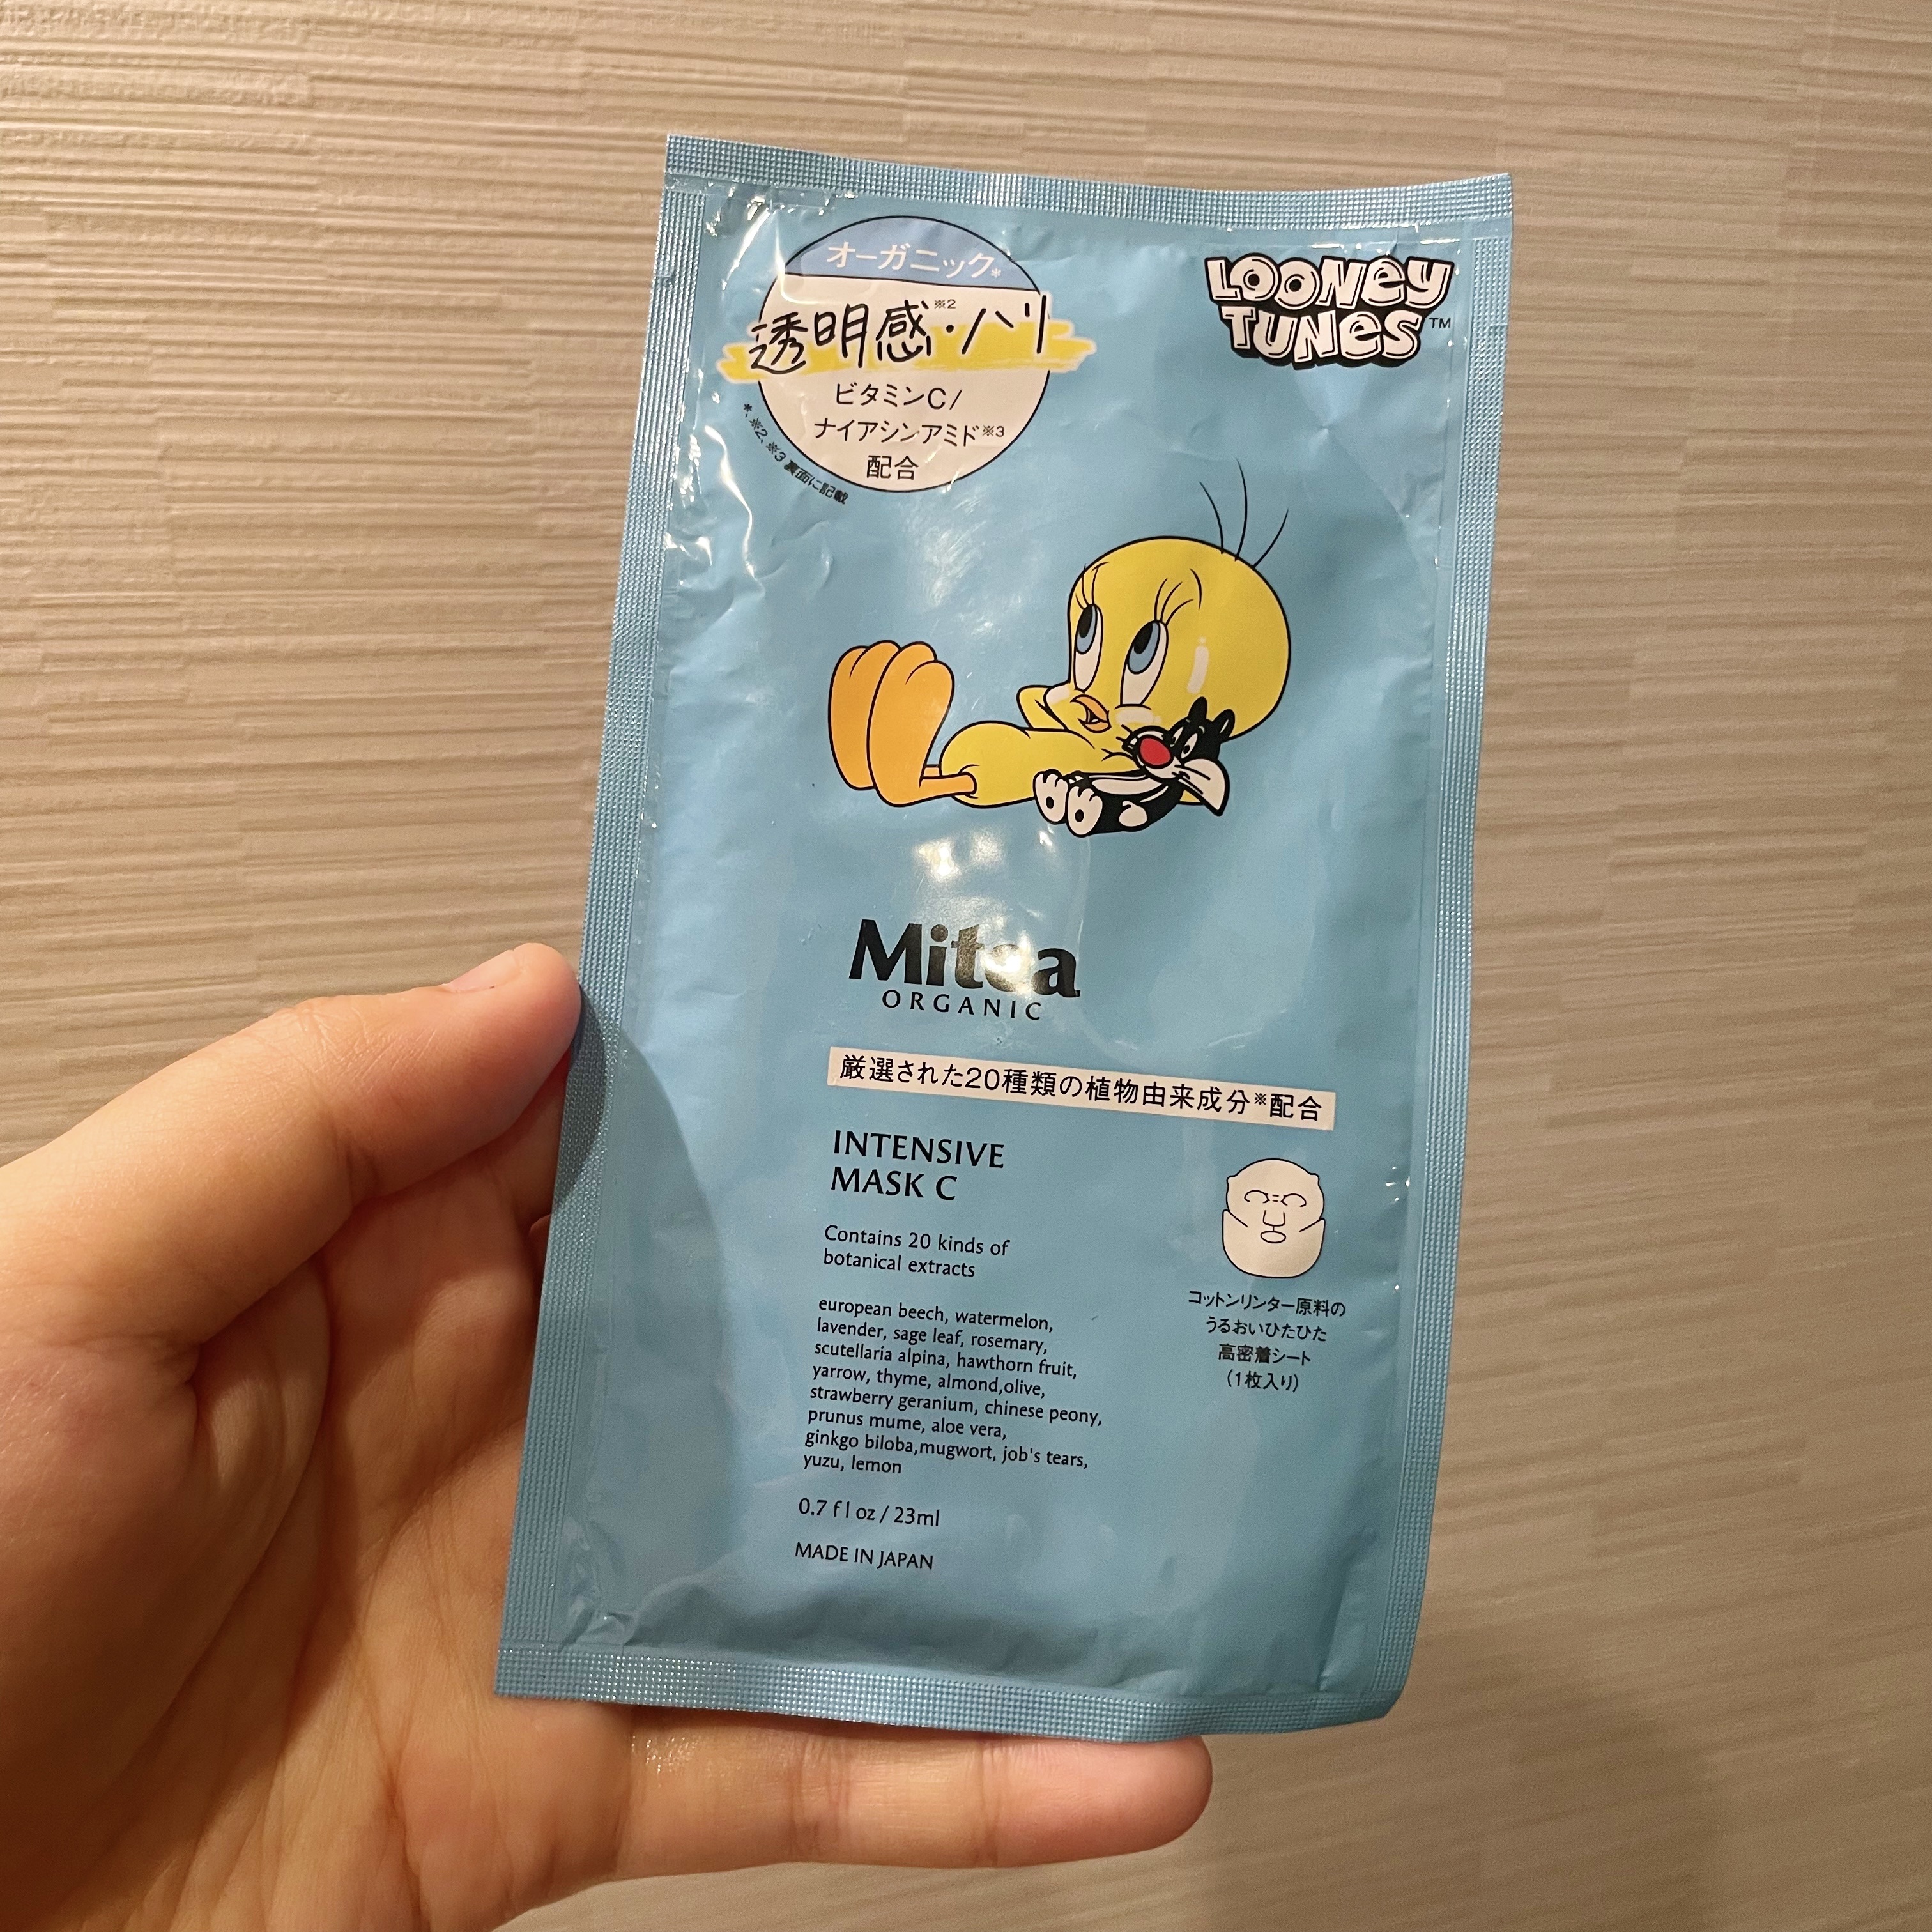 オーガニック*
透明感※2・ハリ
ビタミンC/
ナイアシンアミド※3
配合
*、※2、※3 裏面に記載
LOONEY
TUNES™
ORGANIC
厳選された20種類の植物由来成分※配合
INTENSIVE
MASK C
Contains 20 kinds of
botanical extracts
european beech, watermelon,
lavender, sage leaf, rosemary,
scutellaria alpina, hawthorn fruit,
yarrow, thyme, almond,olive,
strawberry geranium, chinese peony,
prunus mume, aloe vera,
ginkgo biloba,mugwort, job's tears,
yuzu, lemon
0.7 fl oz / 23ml
MADE IN JAPAN
コットンリンター原料の
うるおいひたひた
高密着シート
(1枚入り)